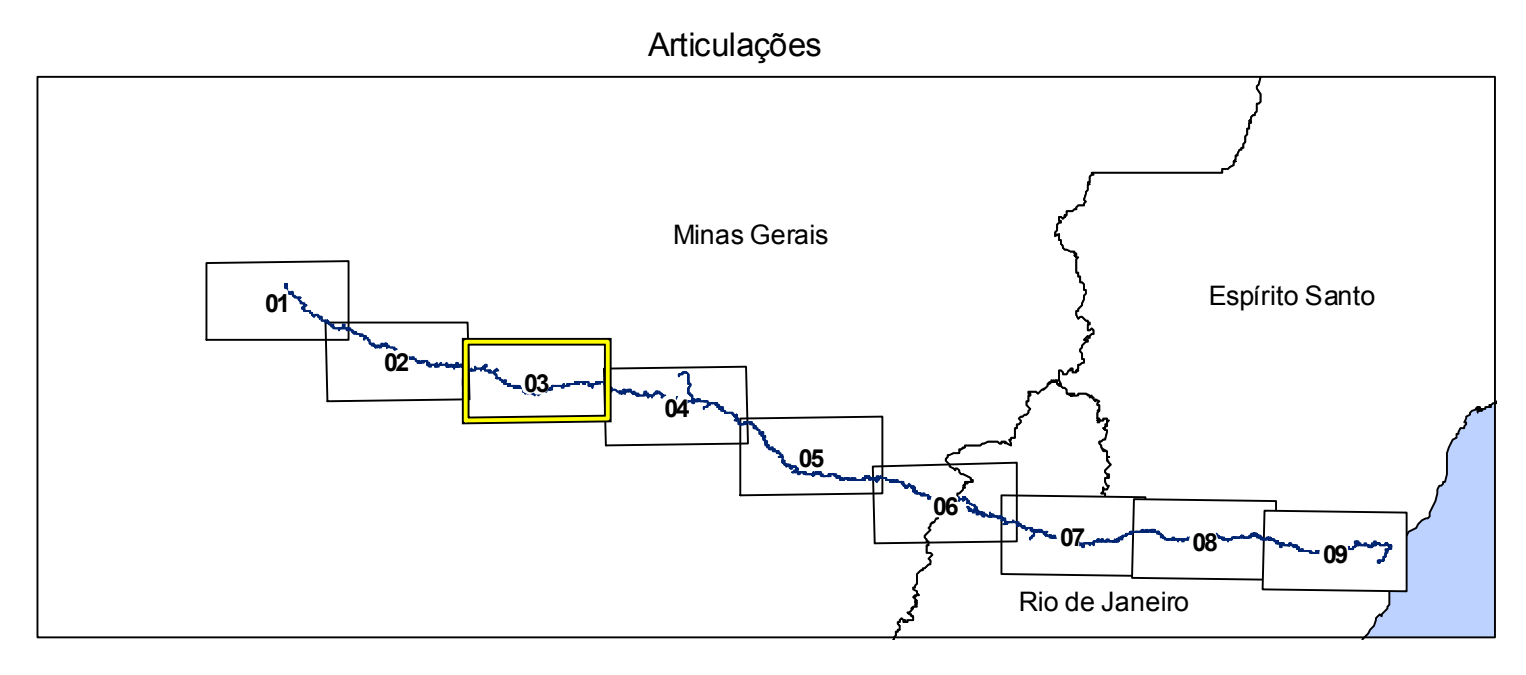 Articulações
Minas Gerais
Espírito Santo
01
02
03
04
05
06
07
08
09
Rio de Janeiro